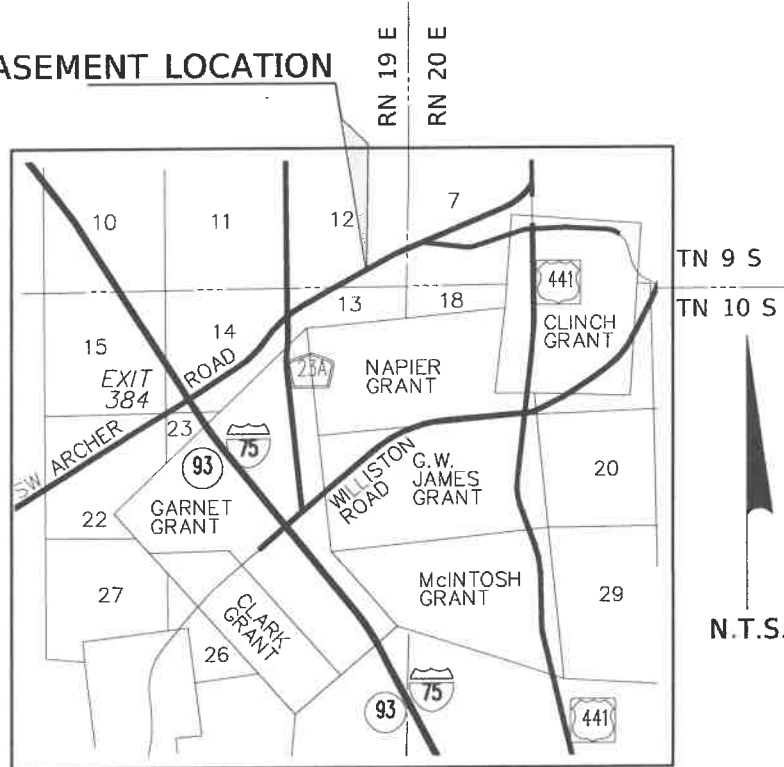 ASEMENT LOCATION
RN 19 E
RN 20 E
10
11
12
7
TN 9 S
TN 10 S
441
13
18
CLINCH
GRANT
15
14
EXIT
384
SW ARCHER ROAD
23A
NAPIER
GRANT
23
75
93
WILLISTON
ROAD
G.W.
JAMES
GRANT
20
22
GARNET
GRANT
27
McINTOSH
GRANT
29
CLARK
GRANT
26
N.T.S.
75
93
441